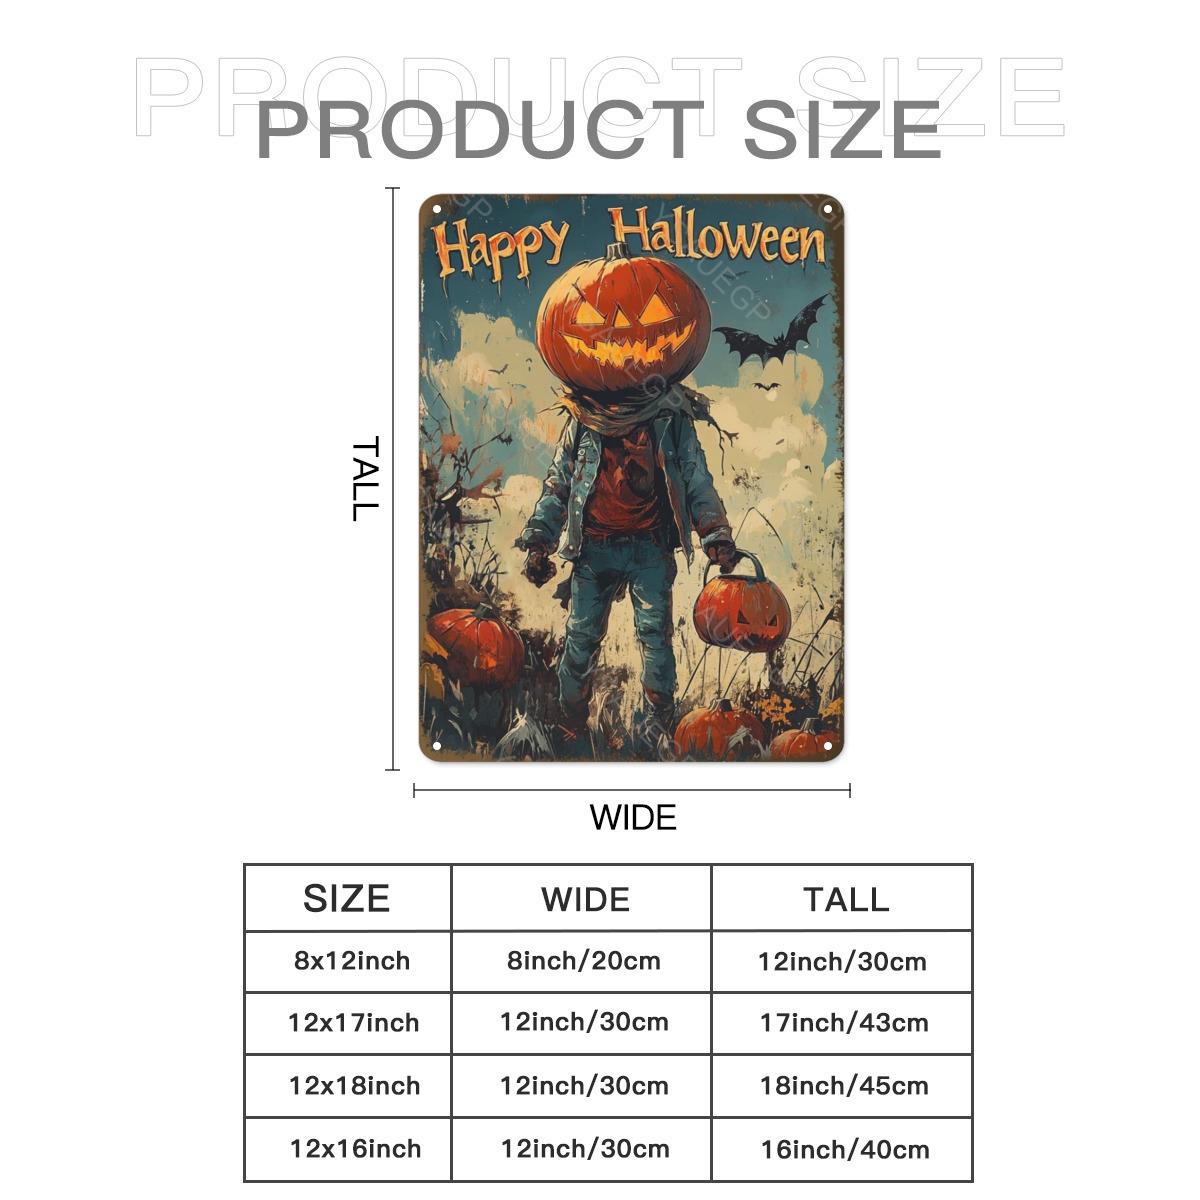 PRODUCT SIZE
PRODUCT SIZE
Happy Halloween
TALL
WIDE
SIZE WIDE TALL
8x12inch 8inch/20cm 12inch/30cm
12x17inch 12inch/30cm 17inch/43cm
12x18inch 12inch/30cm 18inch/45cm
12x16inch 12inch/30cm 16inch/40cm